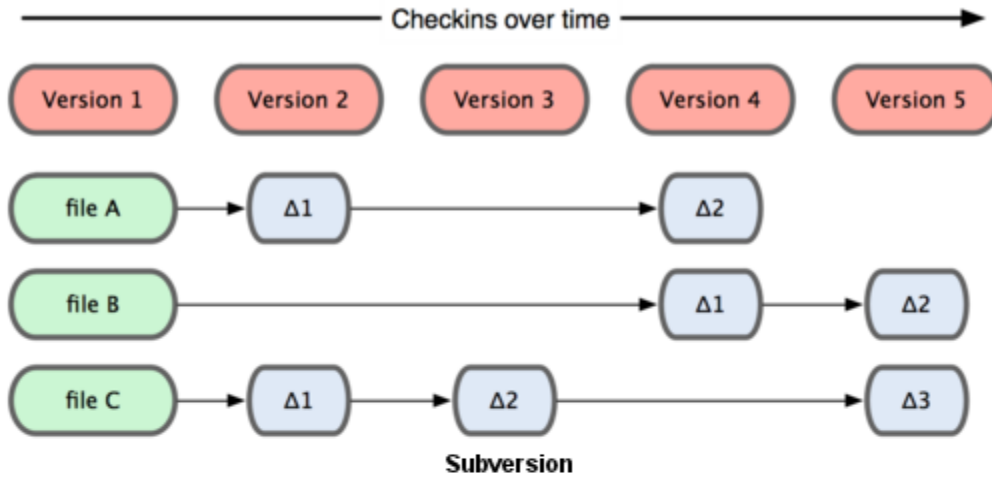 Checkins over time
Version 1 Version 2 Version 3 Version 4 Version 5
file A Δ1 Δ2
file B Δ1 Δ2
file C Δ1 Δ2 Δ3
Subversion